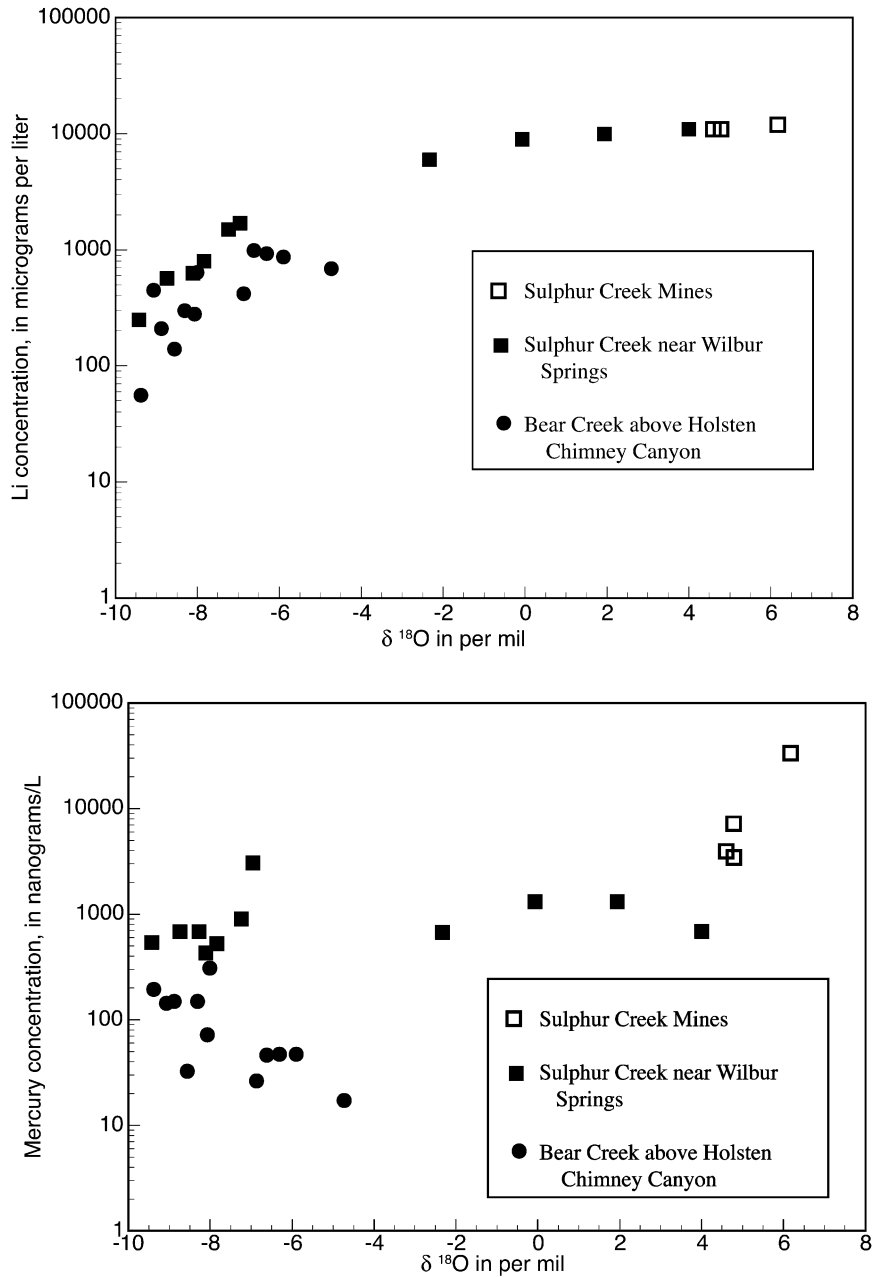 100000
10000
1000
100
10
1
Li concentration, in micrograms per liter
Sulphur Creek Mines
Sulphur Creek near Wilbur
Springs
Bear Creek above Holsten
Chimney Canyon
-10 -8 -6 -4 -2 0 2 4 6 8
δ ¹⁸O in per mil
100000
10000
1000
100
10
1
Mercury concentration, in nanograms/L
Sulphur Creek Mines
Sulphur Creek near Wilbur
Springs
Bear Creek above Holsten
Chimney Canyon
-10 -8 -6 -4 -2 0 2 4 6 8
δ ¹⁸O in per mil